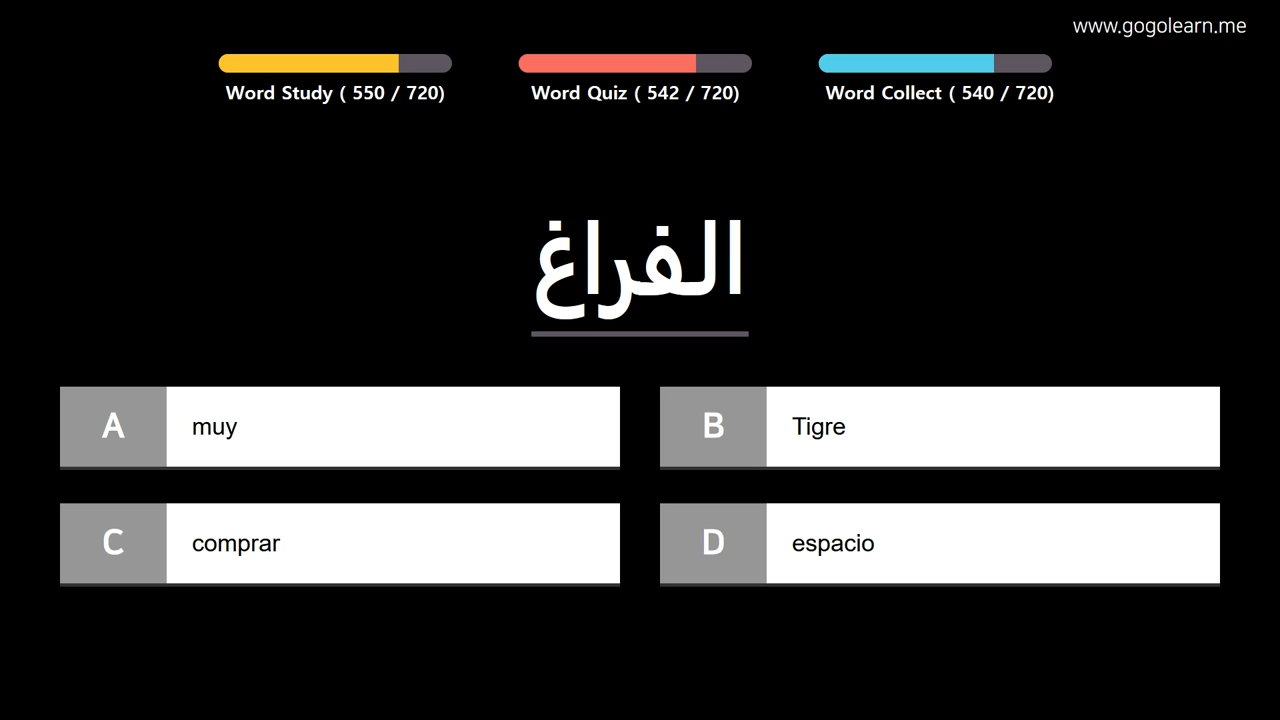 www.gogolearn.me
Word Study ( 550 / 720)
Word Quiz ( 542 / 720)
Word Collect ( 540 / 720)
الفراغ
A muy
B Tigre
C comprar
D espacio